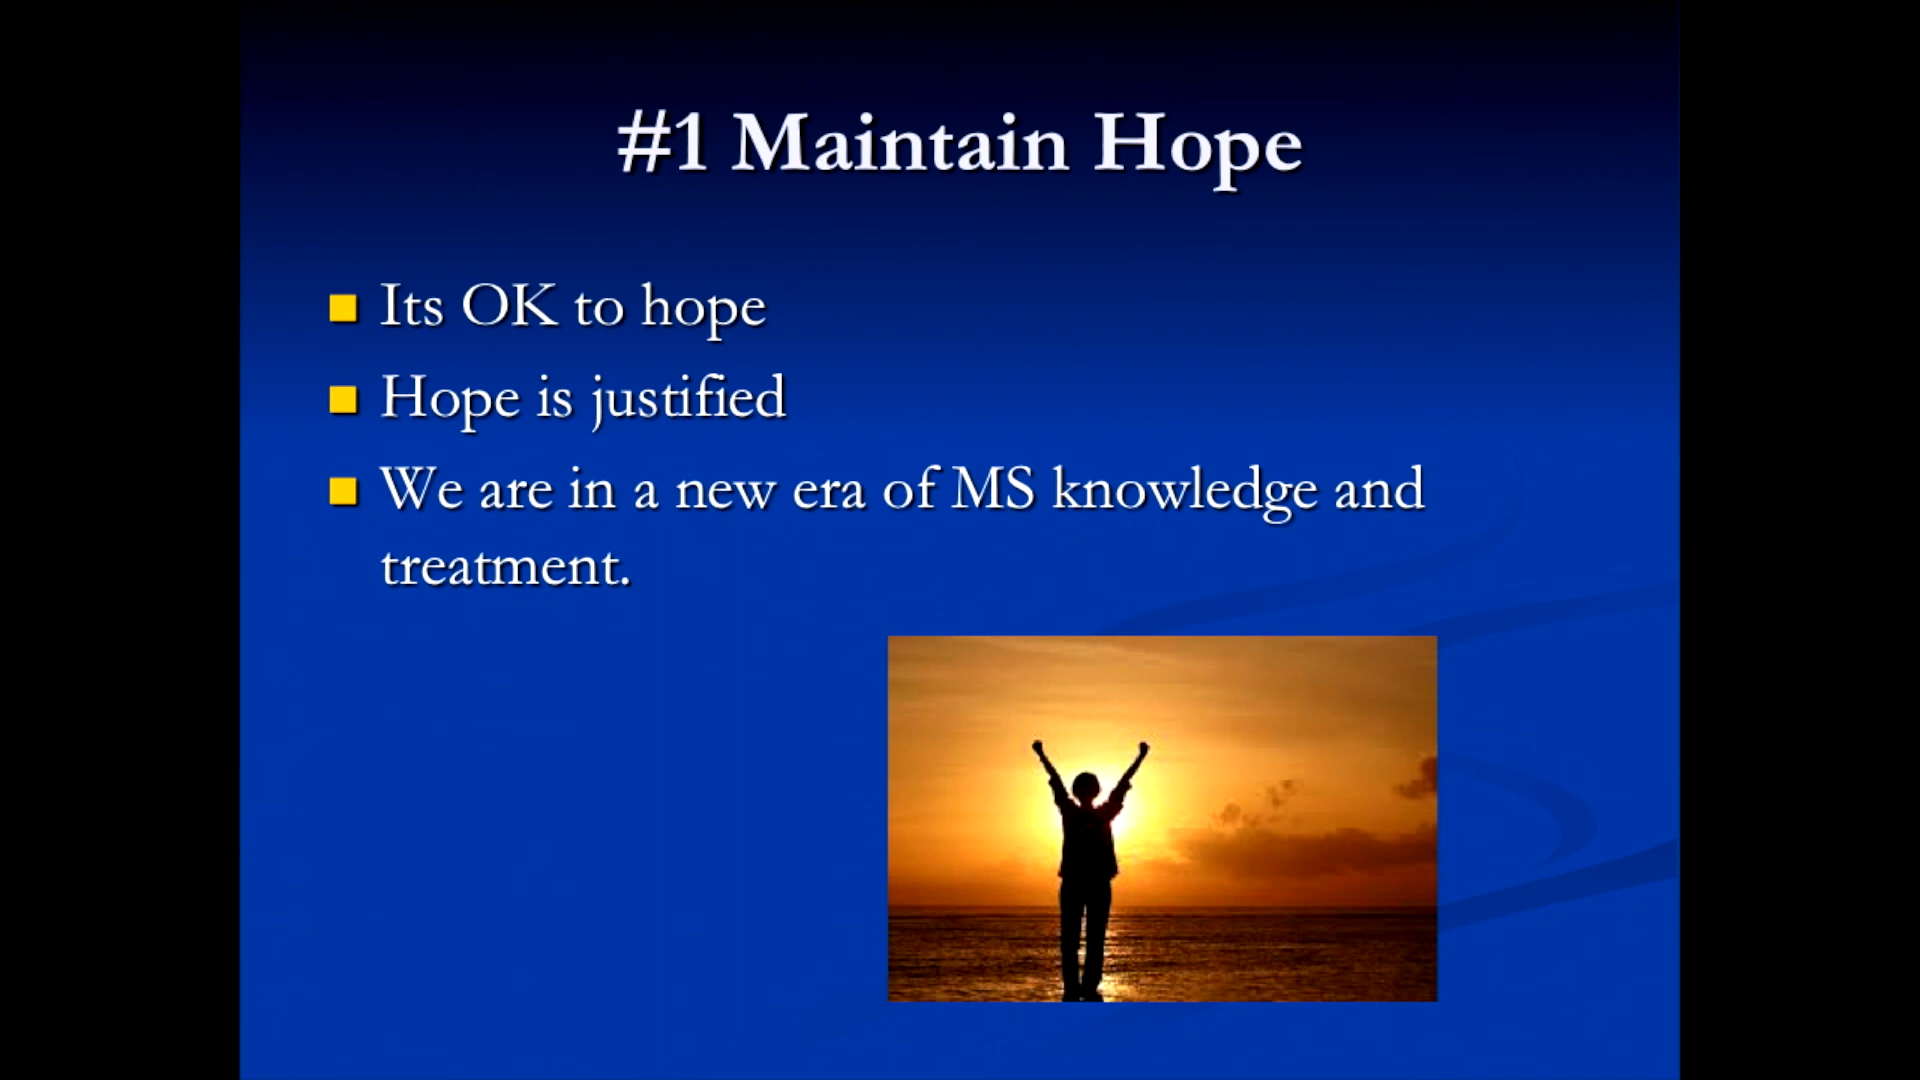 #1 Maintain Hope
Its OK to hope
Hope is justified
We are in a new era of MS knowledge and
treatment.